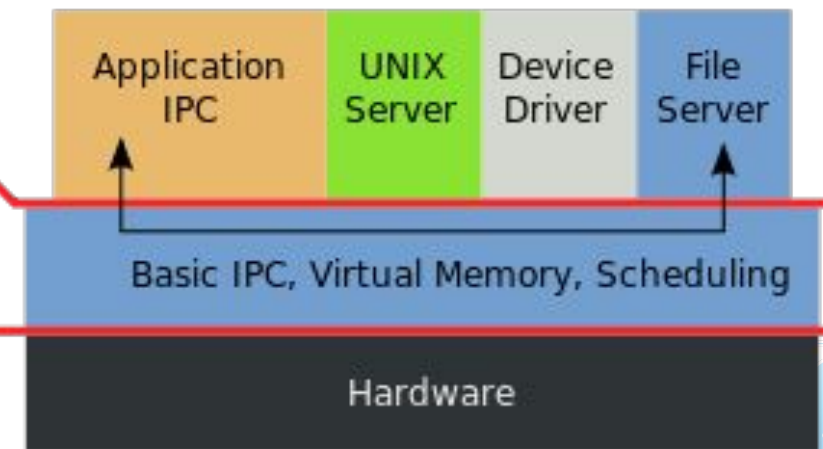 Application
IPC
UNIX
Server
Device
Driver
File
Server
Basic IPC, Virtual Memory, Scheduling
Hardware